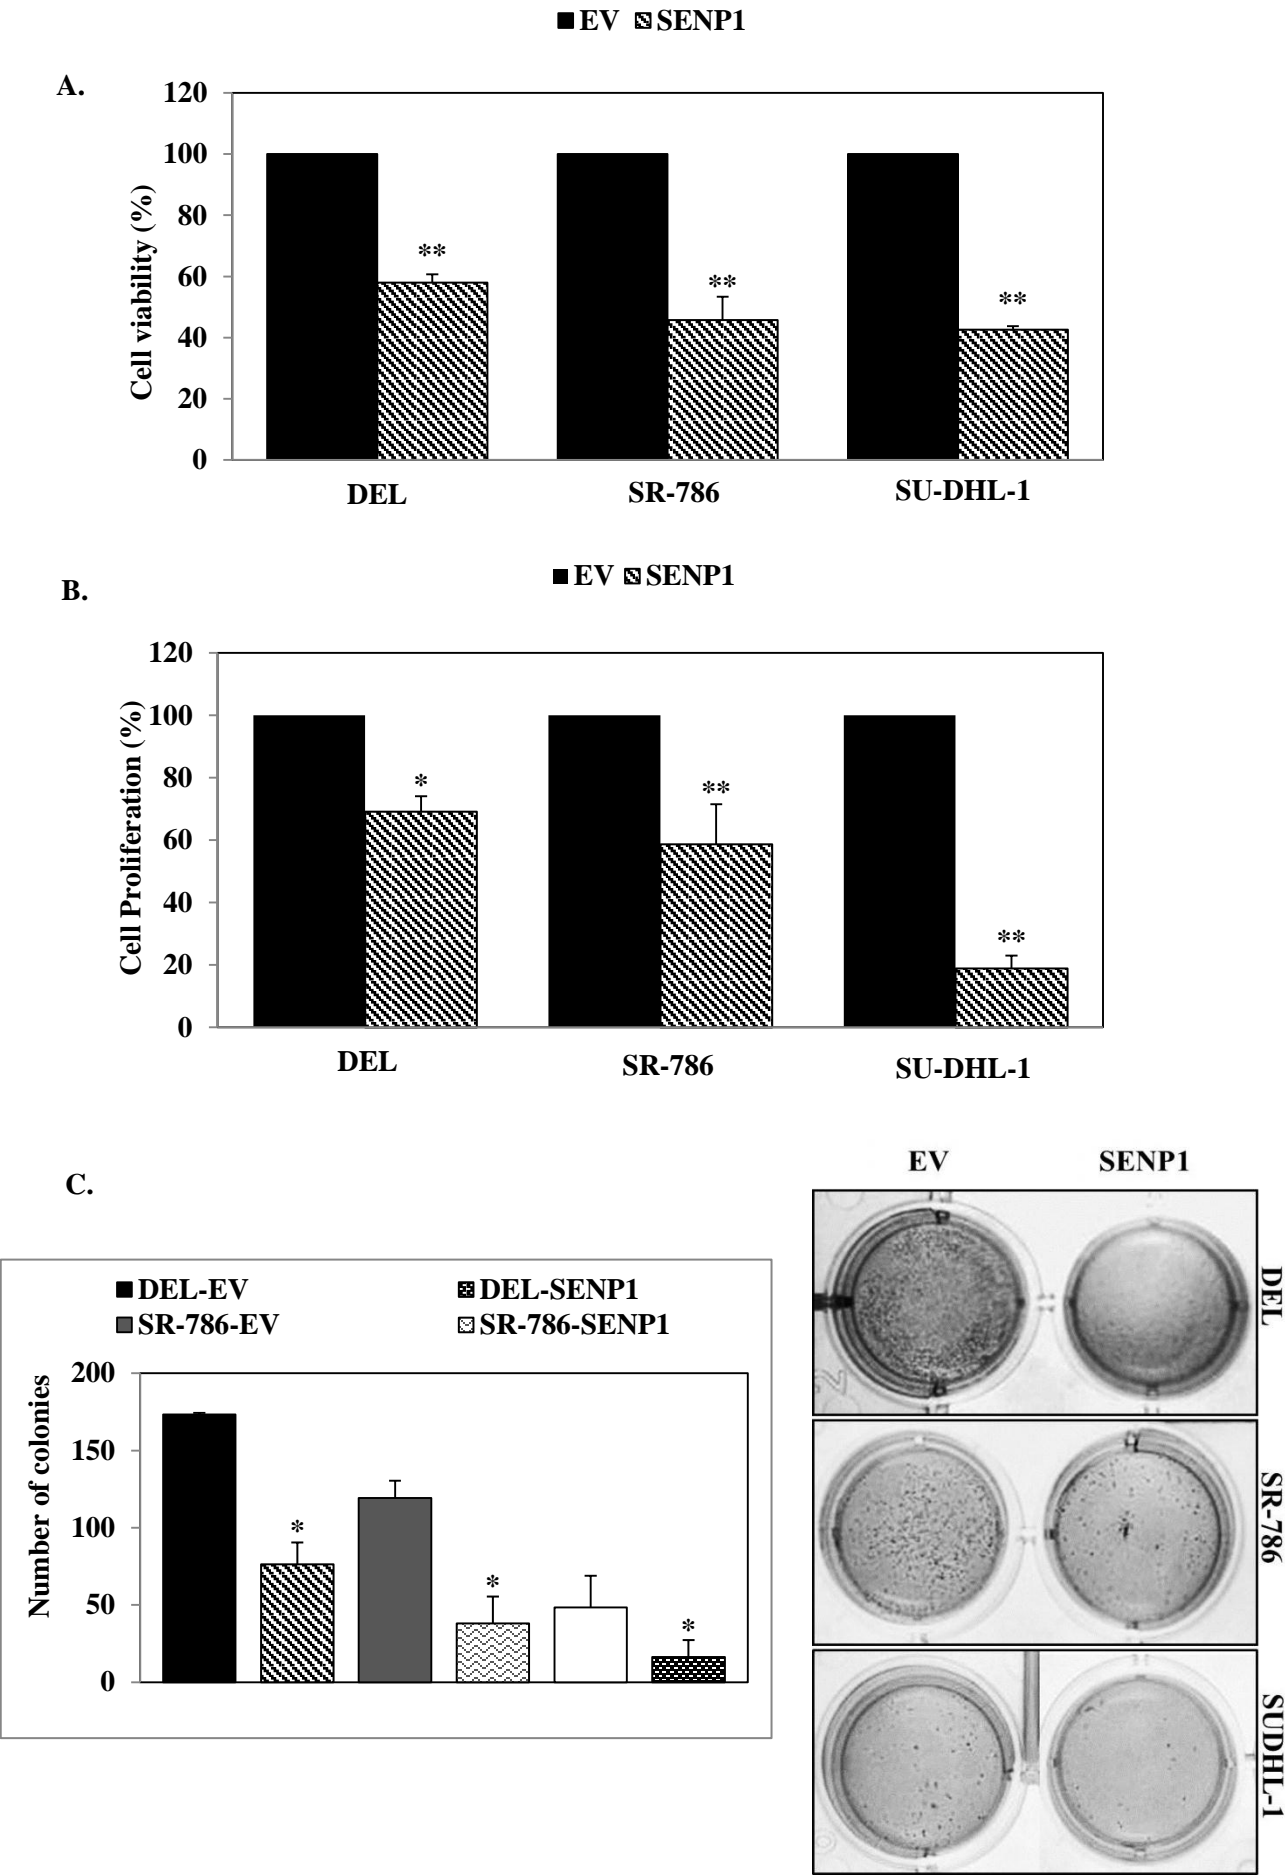 EV SENP1
A.
120
100
80
60
40
20
0
Cell viability (%)
**
**
**
DEL SR-786 SU-DHL-1
EV SENP1
B.
120
100
80
60
40
20
0
Cell Proliferation (%)
*
**
**
DEL SR-786 SU-DHL-1
C.
DEL-EV DEL-SENP1
SR-786-EV SR-786-SENP1
200
150
100
50
0
Number of colonies
*
*
*
EV SENP1
DEL
SR-786
SUDHL-1